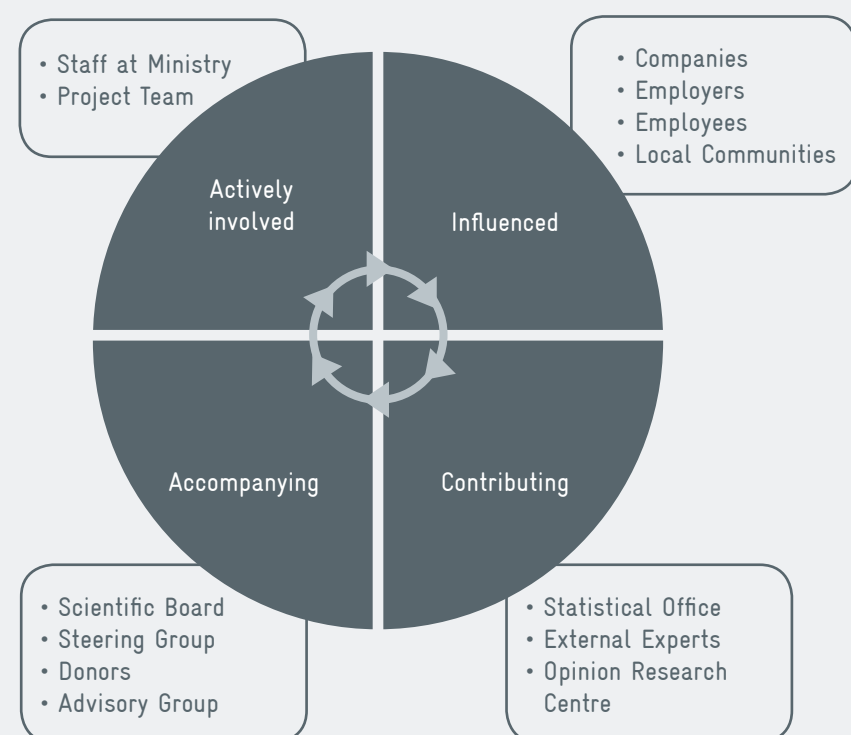 • Staff at Ministry
• Project Team
• Companies
• Employers
• Employees
• Local Communities
Actively
involved
Influenced
Accompanying
Contributing
• Scientific Board
• Steering Group
• Donors
• Advisory Group
• Statistical Office
• External Experts
• Opinion Research
Centre